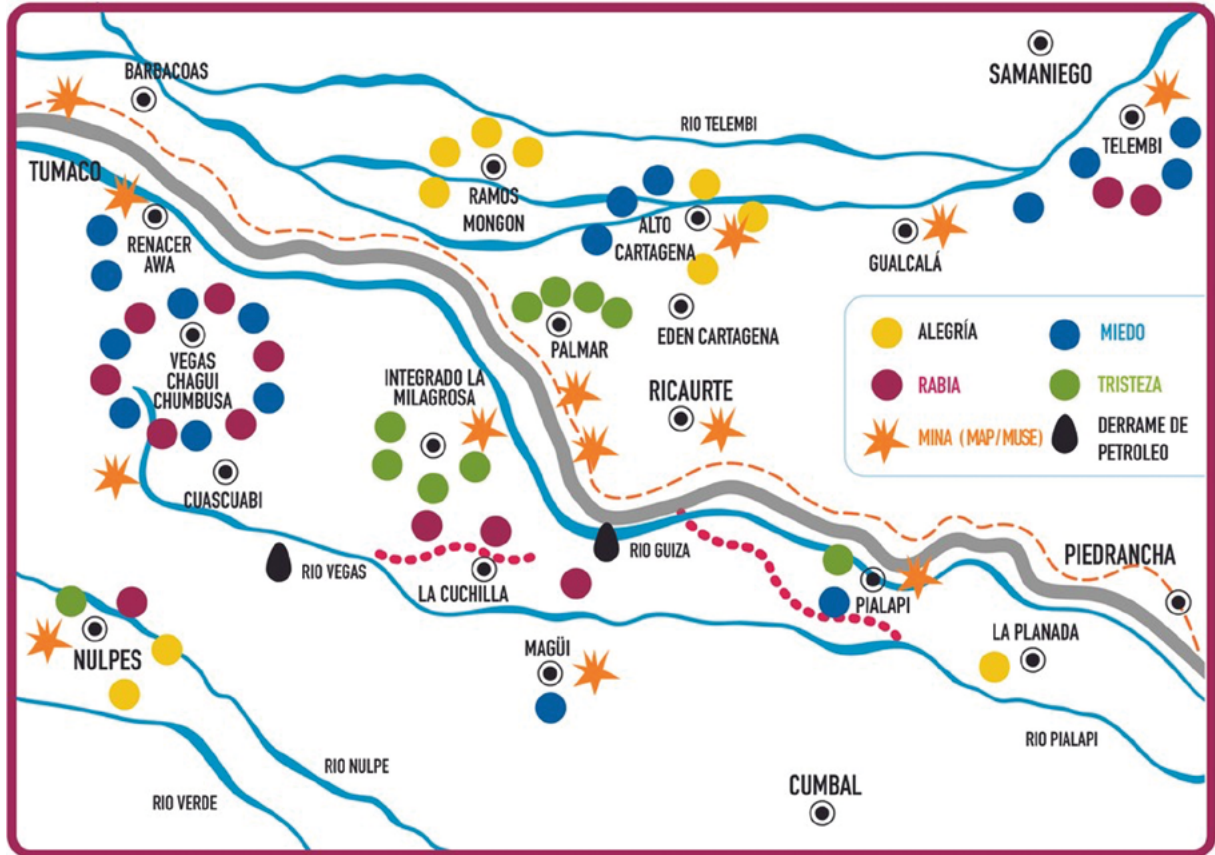 SAMANIEGO
BARBACOAS
RIO TELEMBI
TELEMBI
TUMACO
RAMOS
MONGON
RENACER
AWA
ALTO
CARTAGENA
GUALCALÁ
EDEN CARTAGENA
PALMAR
VEGAS
CHAGUI
CHUMBUSA
INTEGRADO LA
MILAGROSA
RICAURTE
ALEGRÍA
MIEDO
RABIA
TRISTEZA
MINA (MAP/MUSE)
DERRAME DE
PETROLEO
CUASCUABI
RIO VEGAS
RIO GUIZA
LA CUCHILLA
PIALAPI
PIEDRANCHA
NULPES
MAGÜI
LA PLANADA
RIO PIALAPI
RIO NULPE
RIO VERDE
CUMBAL